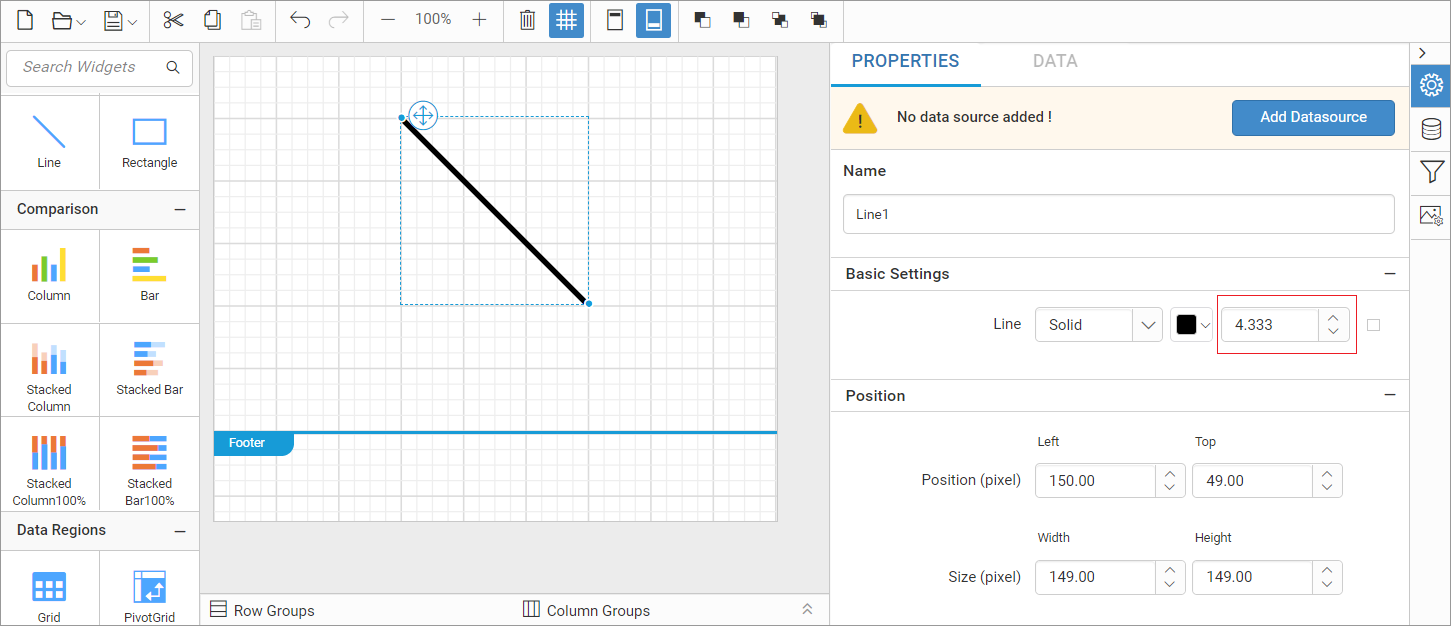 100%
Search Widgets
Line
Rectangle
Comparison
Column
Bar
Stacked
Column
Stacked Bar
Stacked
Column100%
Stacked
Bar100%
Data Regions
Grid
PivotGrid
Footer
Row Groups
Column Groups
PROPERTIES
DATA
No data source added !
Add Datasource
Name
Line1
Basic Settings
Line
Solid
4.333
Position
Left
Top
Position (pixel)
150.00
49.00
Width
Height
Size (pixel)
149.00
149.00